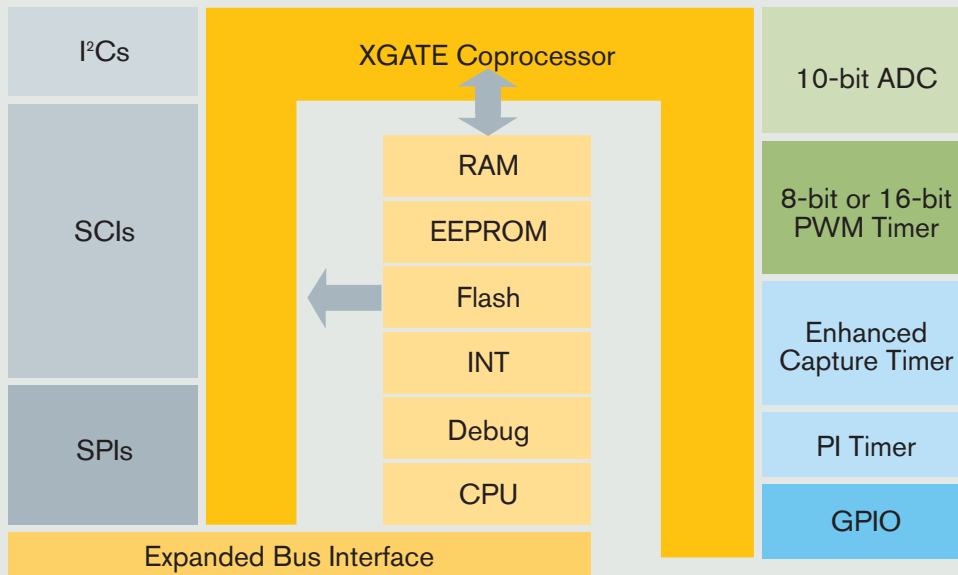 I²Cs
SCIs
SPIs
XGATE Coprocessor
RAM
EEPROM
Flash
INT
Debug
CPU
Expanded Bus Interface
10-bit ADC
8-bit or 16-bit
PWM Timer
Enhanced
Capture Timer
PI Timer
GPIO